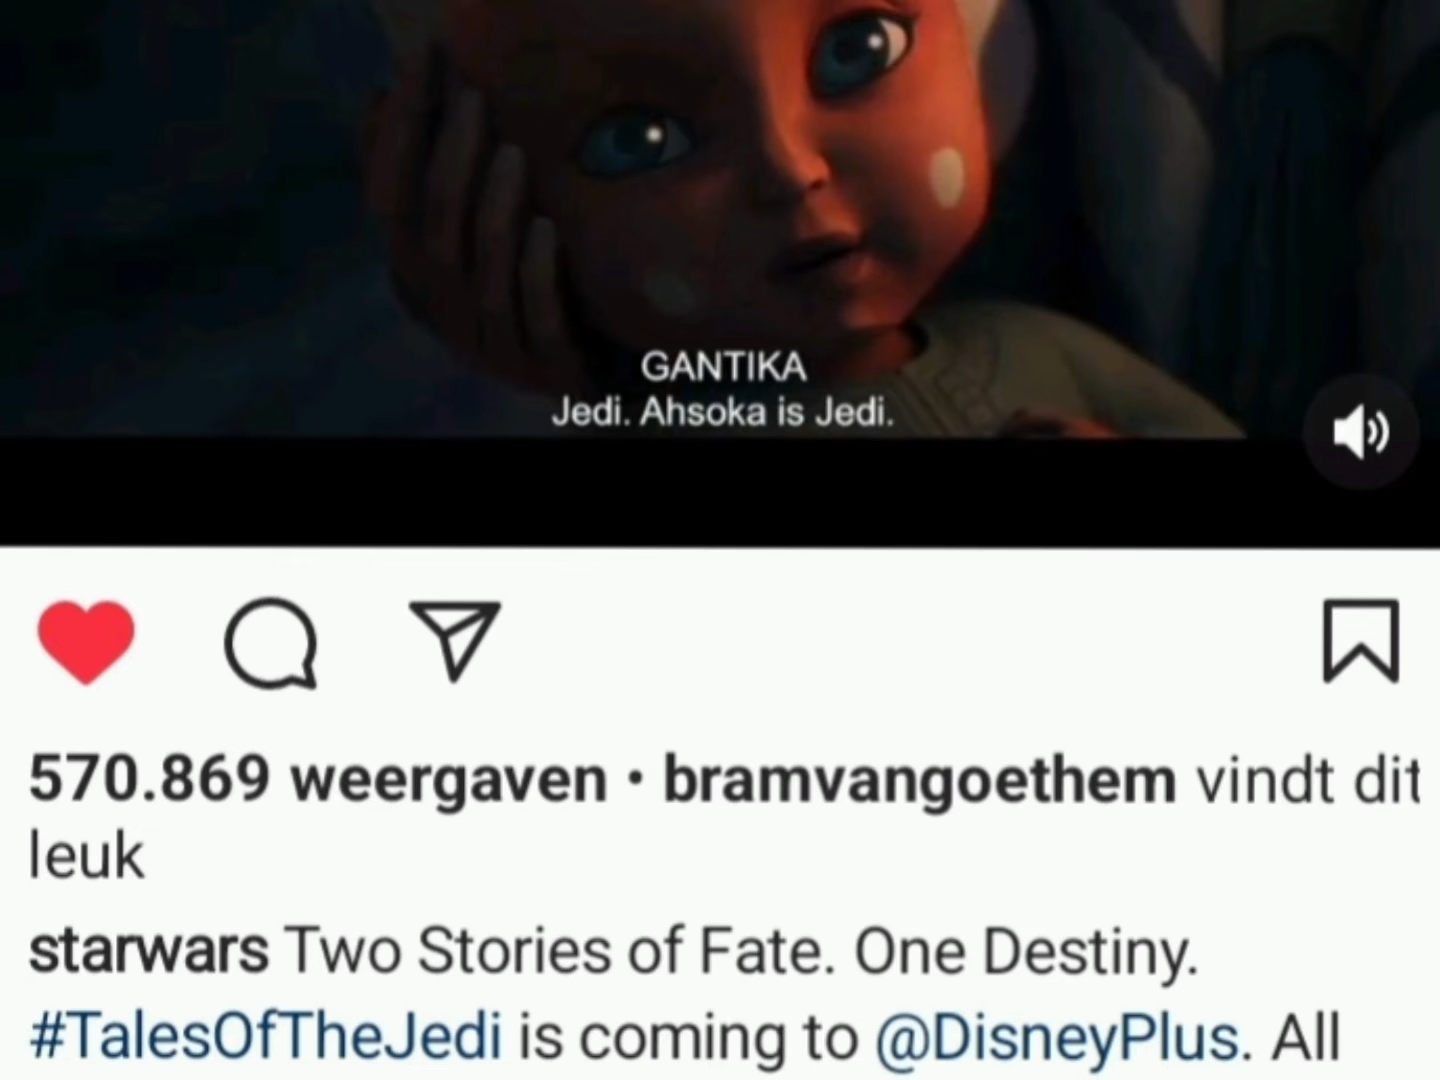 GANTIKA
Jedi. Ahsoka is Jedi.
570.869 weergaven • bramvangoethem vindt dit
leuk
starwars Two Stories of Fate. One Destiny.
#TalesOfTheJedi is coming to @DisneyPlus. All